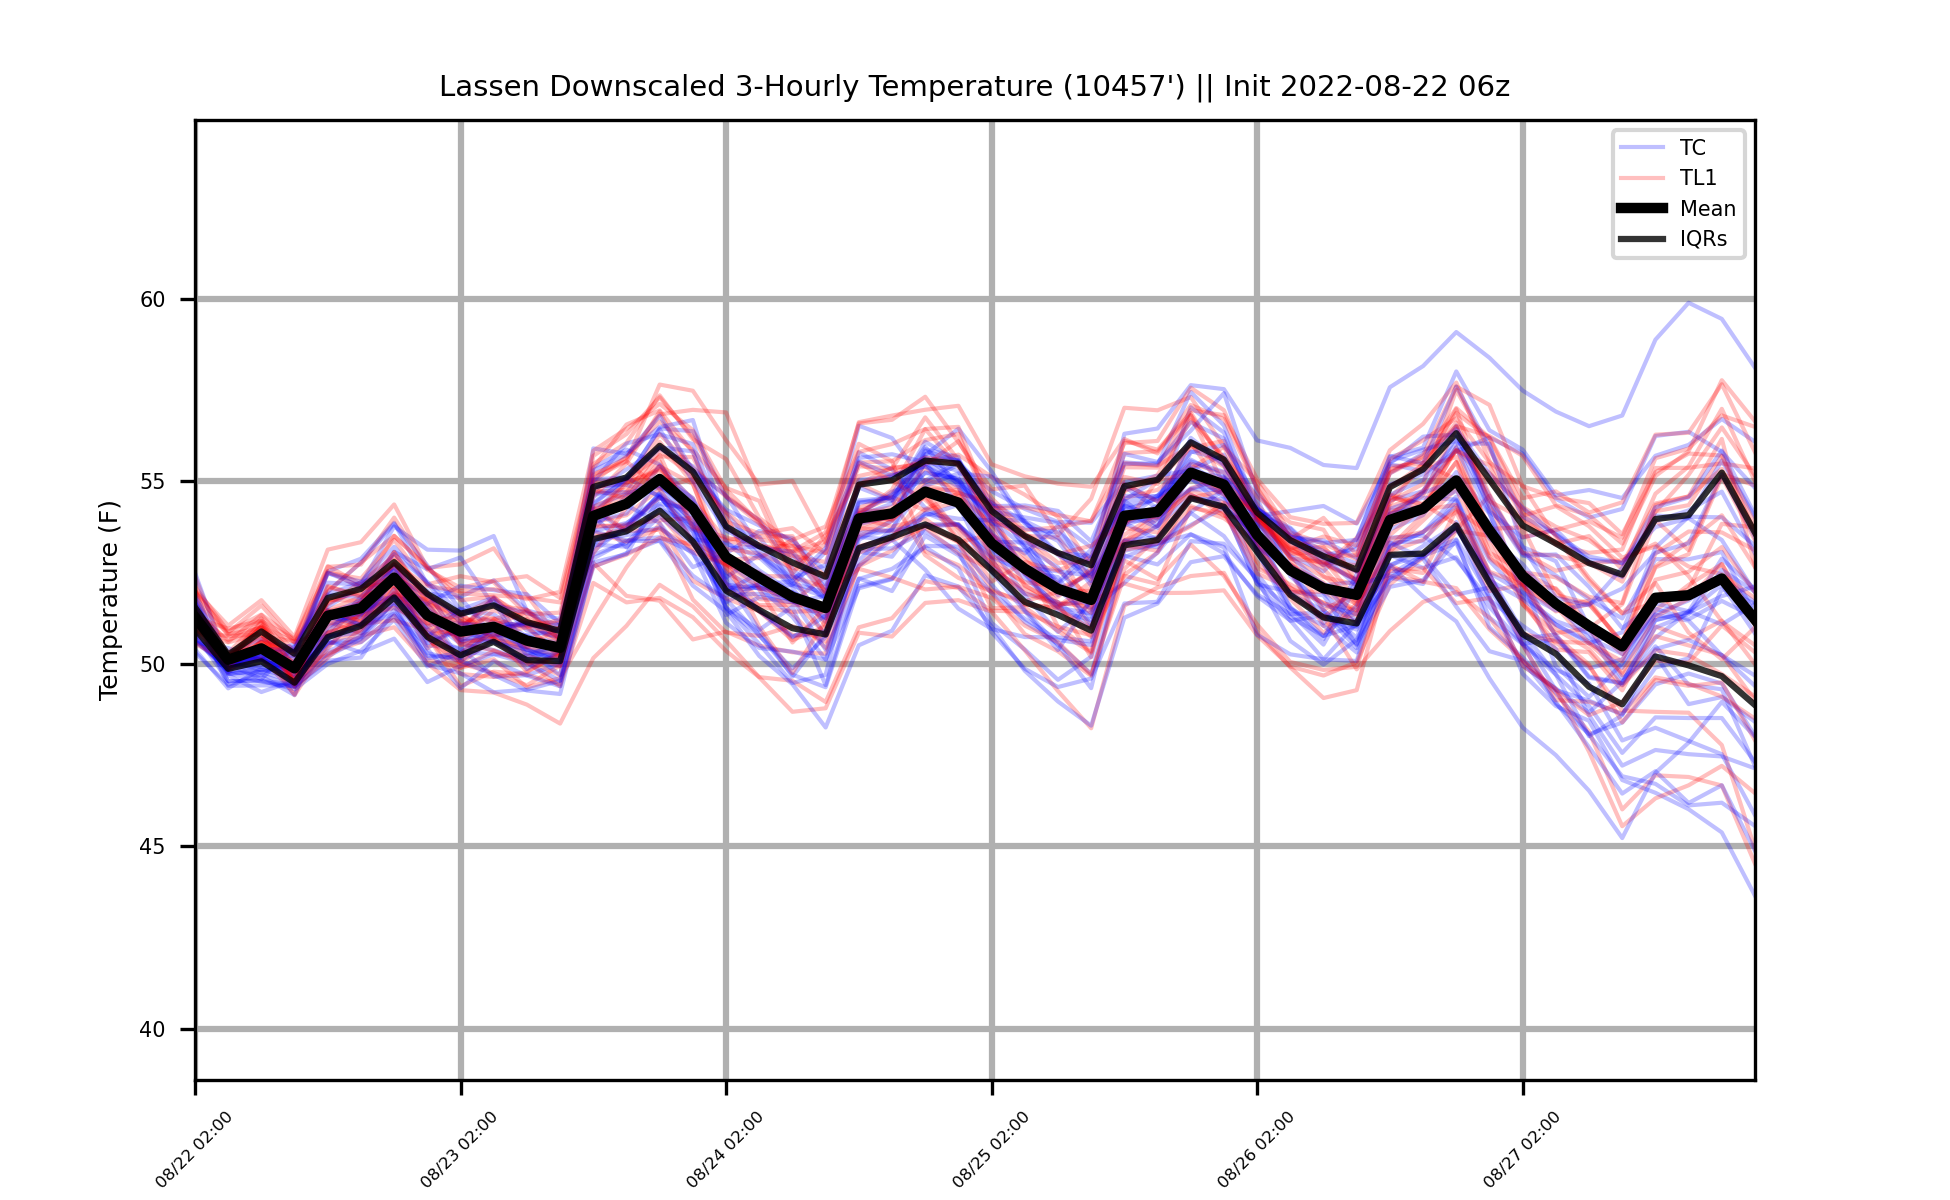 Lassen Downscaled 3-Hourly Temperature (10457') || Init 2022-08-22 06z
TC
TL1
Mean
IQRs
Temperature (F)
60
55
50
45
40
08/22 02:00
08/23 02:00
08/24 02:00
08/25 02:00
08/26 02:00
08/27 02:00